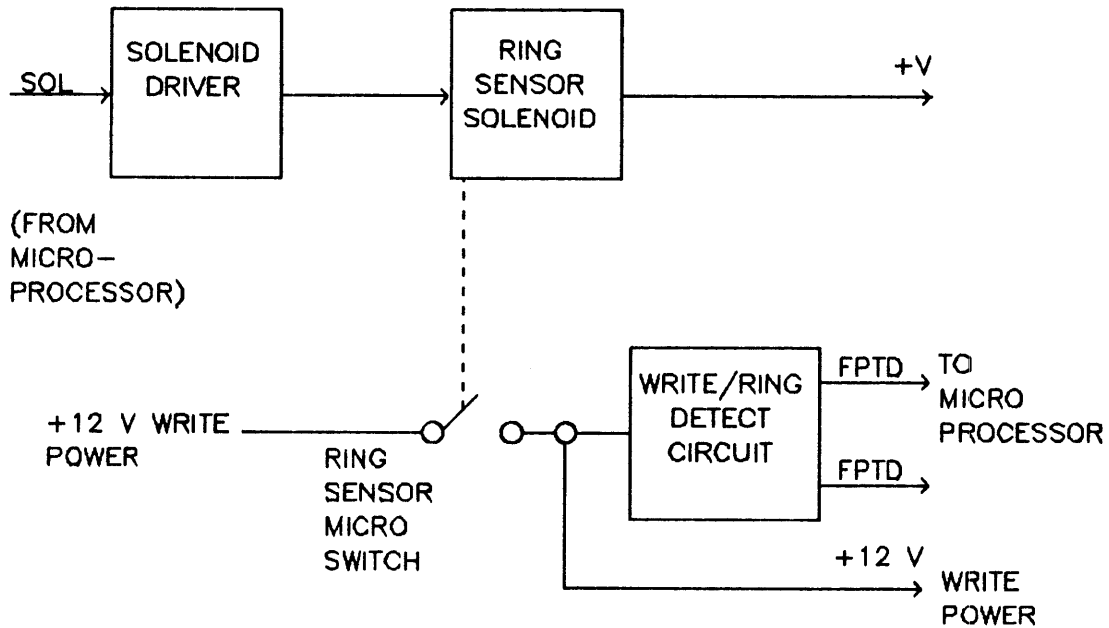 SOL
SOLENOID
DRIVER
RING
SENSOR
SOLENOID
+V
(FROM
MICRO-
PROCESSOR)
+12 V WRITE
POWER
RING
SENSOR
MICRO
SWITCH
WRITE/RING
DETECT
CIRCUIT
FPTD
TO
MICRO
PROCESSOR
FPTD
+12 V
WRITE
POWER